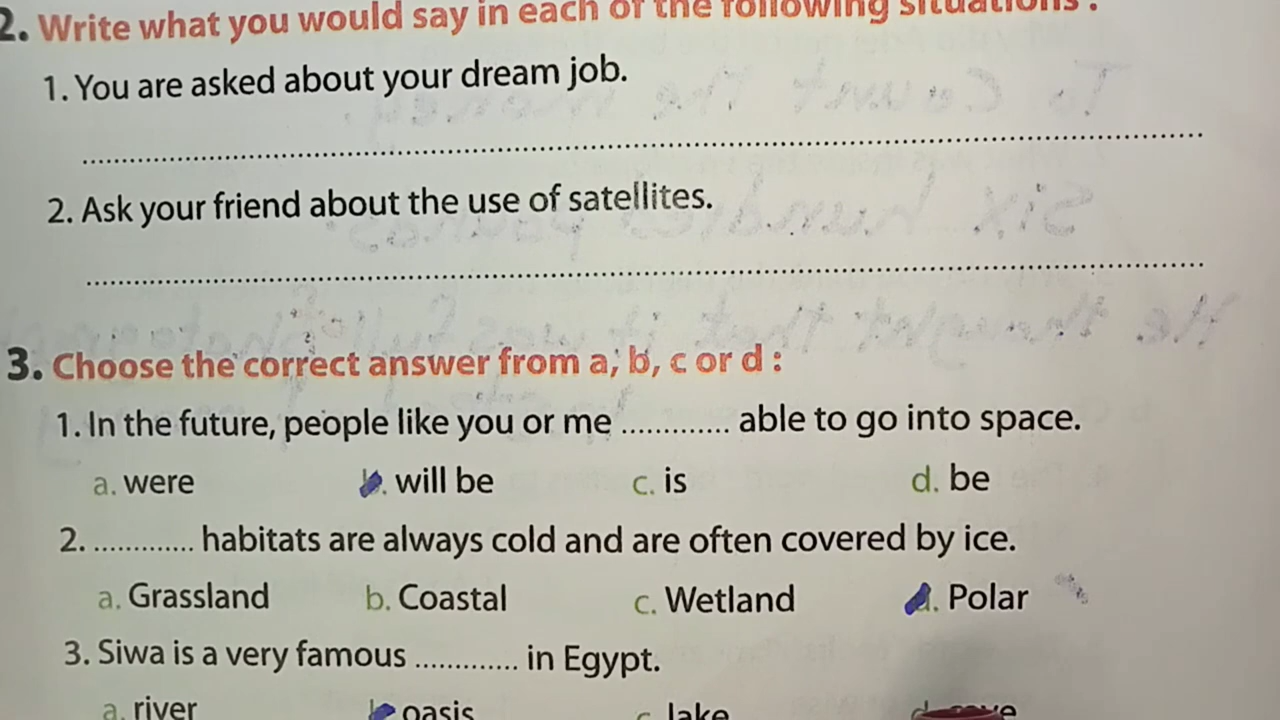 2. Write what you would say in each of the following situations :
1. You are asked about your dream job.
2. Ask your friend about the use of satellites.
3. Choose the correct answer from a, b, c or d :
1. In the future, people like you or me ............. able to go into space.
a. were b. will be c. is d. be
2. ............. habitats are always cold and are often covered by ice.
a. Grassland b. Coastal c. Wetland d. Polar
3. Siwa is a very famous ............. in Egypt.
a. river b. oasis c. lake d.